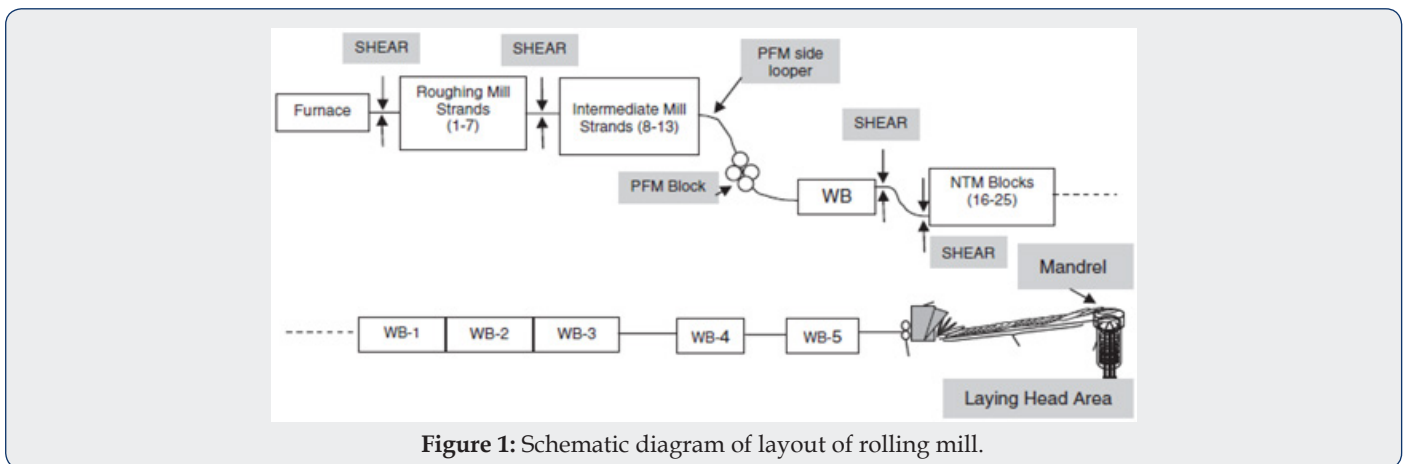 SHEAR
SHEAR
PFM side
looper
Furnace
Roughing Mill
Strands
(1-7)
Intermediate Mill
Strands (8-13)
SHEAR
PFM Block
WB
NTM Blocks
(16-25)
SHEAR
Mandrel
WB-1
WB-2
WB-3
WB-4
WB-5
Laying Head Area
Figure 1: Schematic diagram of layout of rolling mill.